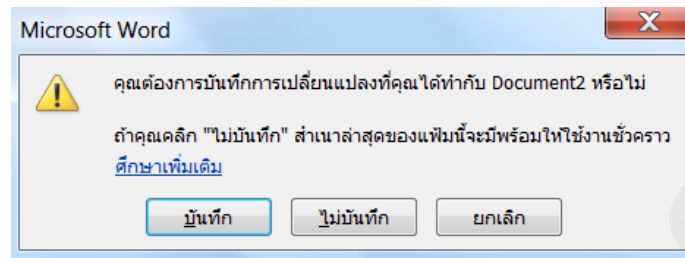 Microsoft Word
คุณต้องการบันทึกการเปลี่ยนแปลงที่คุณได้ทำกับ Document2 หรือไม่
ถ้าคุณคลิก "ไม่บันทึก" สำเนาล่าสุดของแฟ้มนี้จะมีพร้อมให้ใช้งานชั่วคราว
ศึกษาเพิ่มเติม
บันทึก ไม่บันทึก ยกเลิก